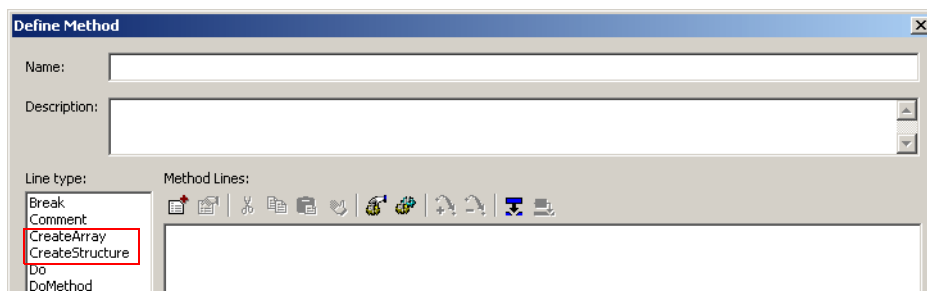 Define Method
Name:
Description:
Line type:
Method Lines:
Break
Comment
CreateArray
CreateStructure
Do
DoMethod